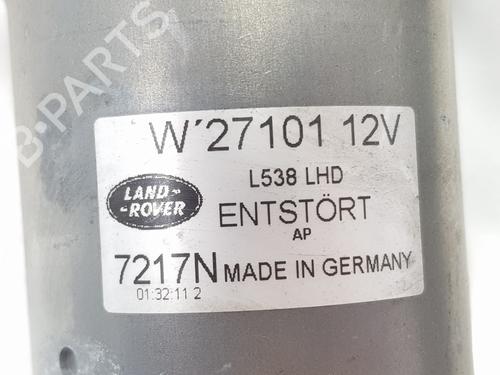 B-PARTS
W´27101 12V
L538 LHD
LAND-
-ROVER
ENTSTÖRT
AP
7217N MADE IN GERMANY
01:32:11 2